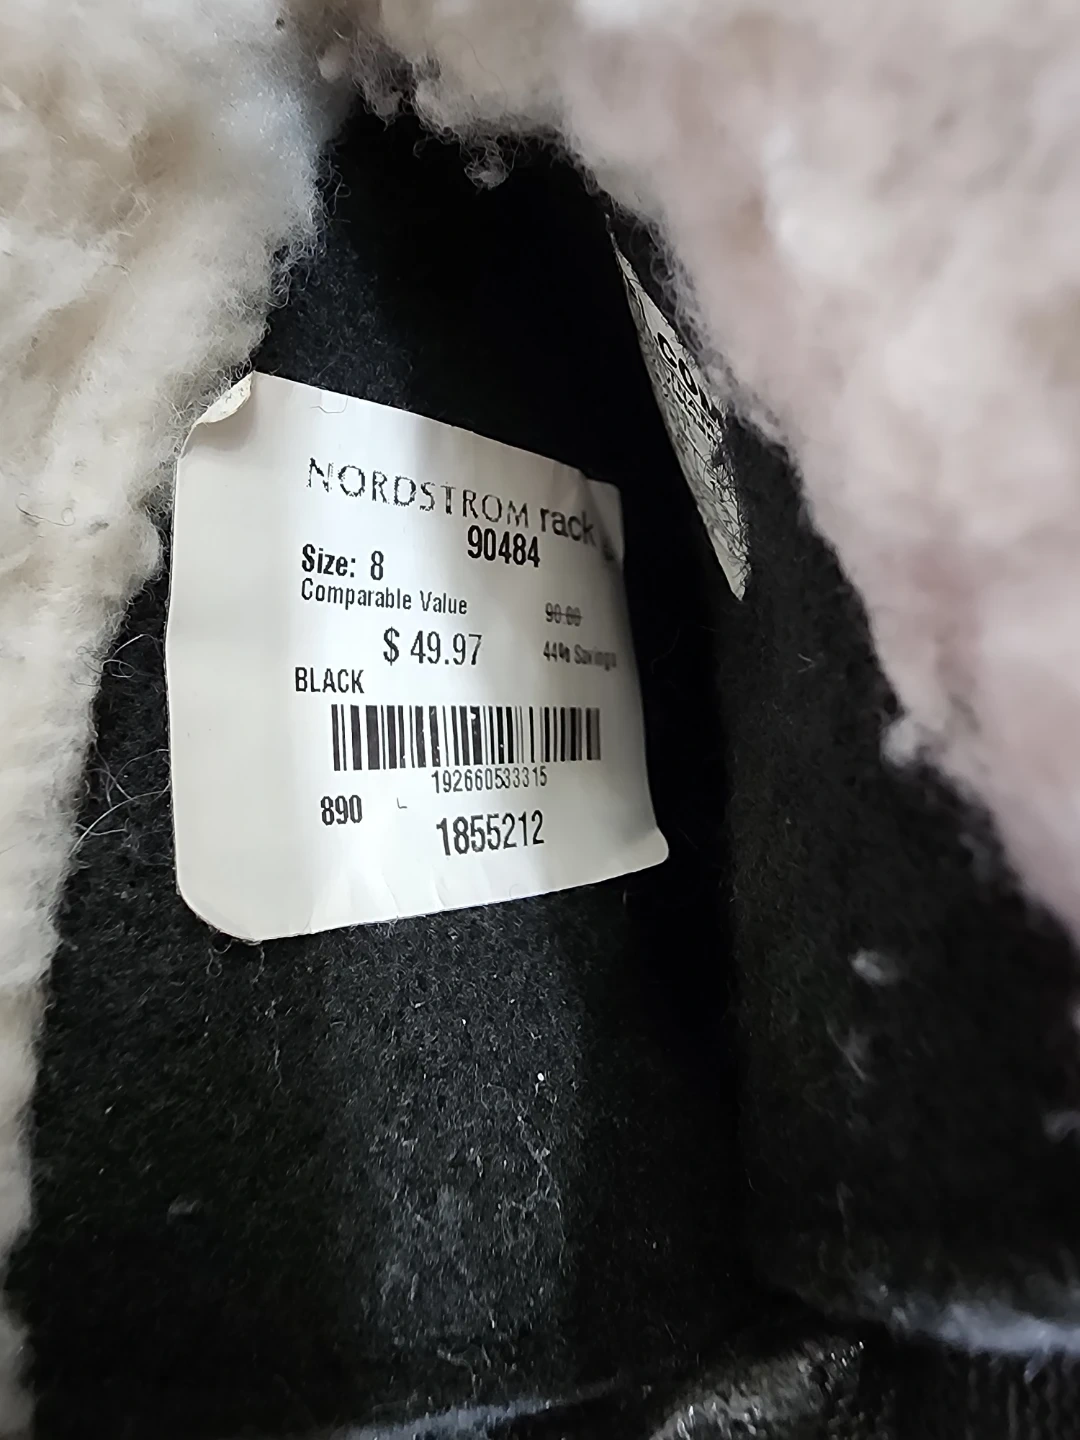 NORDSTROM rack
90484
Size: 8
Comparable Value 90.00
$ 49.97 44% Savings
BLACK
192660533315
890
1855212